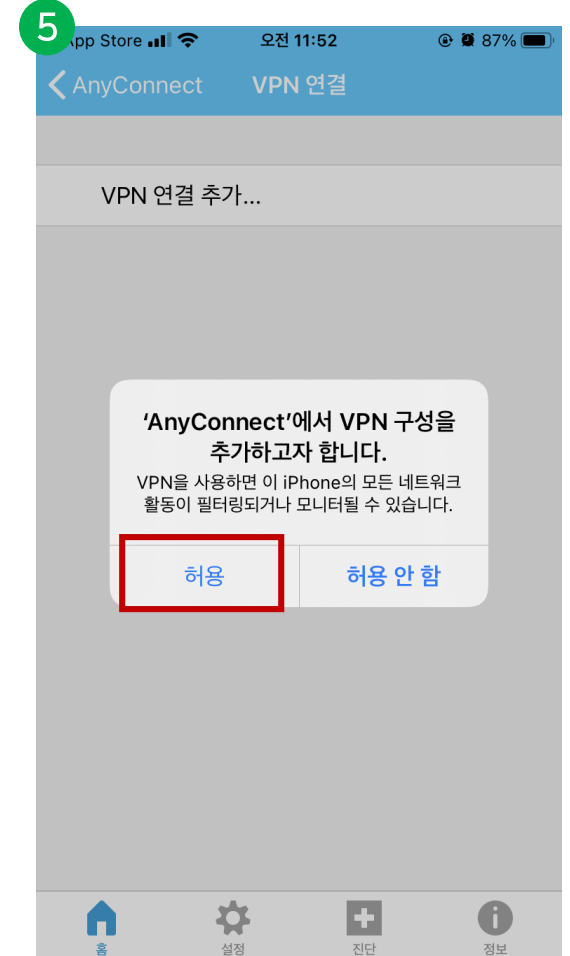 5
App Store 오전 11:52 87%
AnyConnect VPN 연결
VPN 연결 추가...
‘AnyConnect’에서 VPN 구성을
추가하고자 합니다.
VPN을 사용하면 이 iPhone의 모든 네트워크
활동이 필터링되거나 모니터될 수 있습니다.
허용 허용 안 함
홈 설정 진단 정보